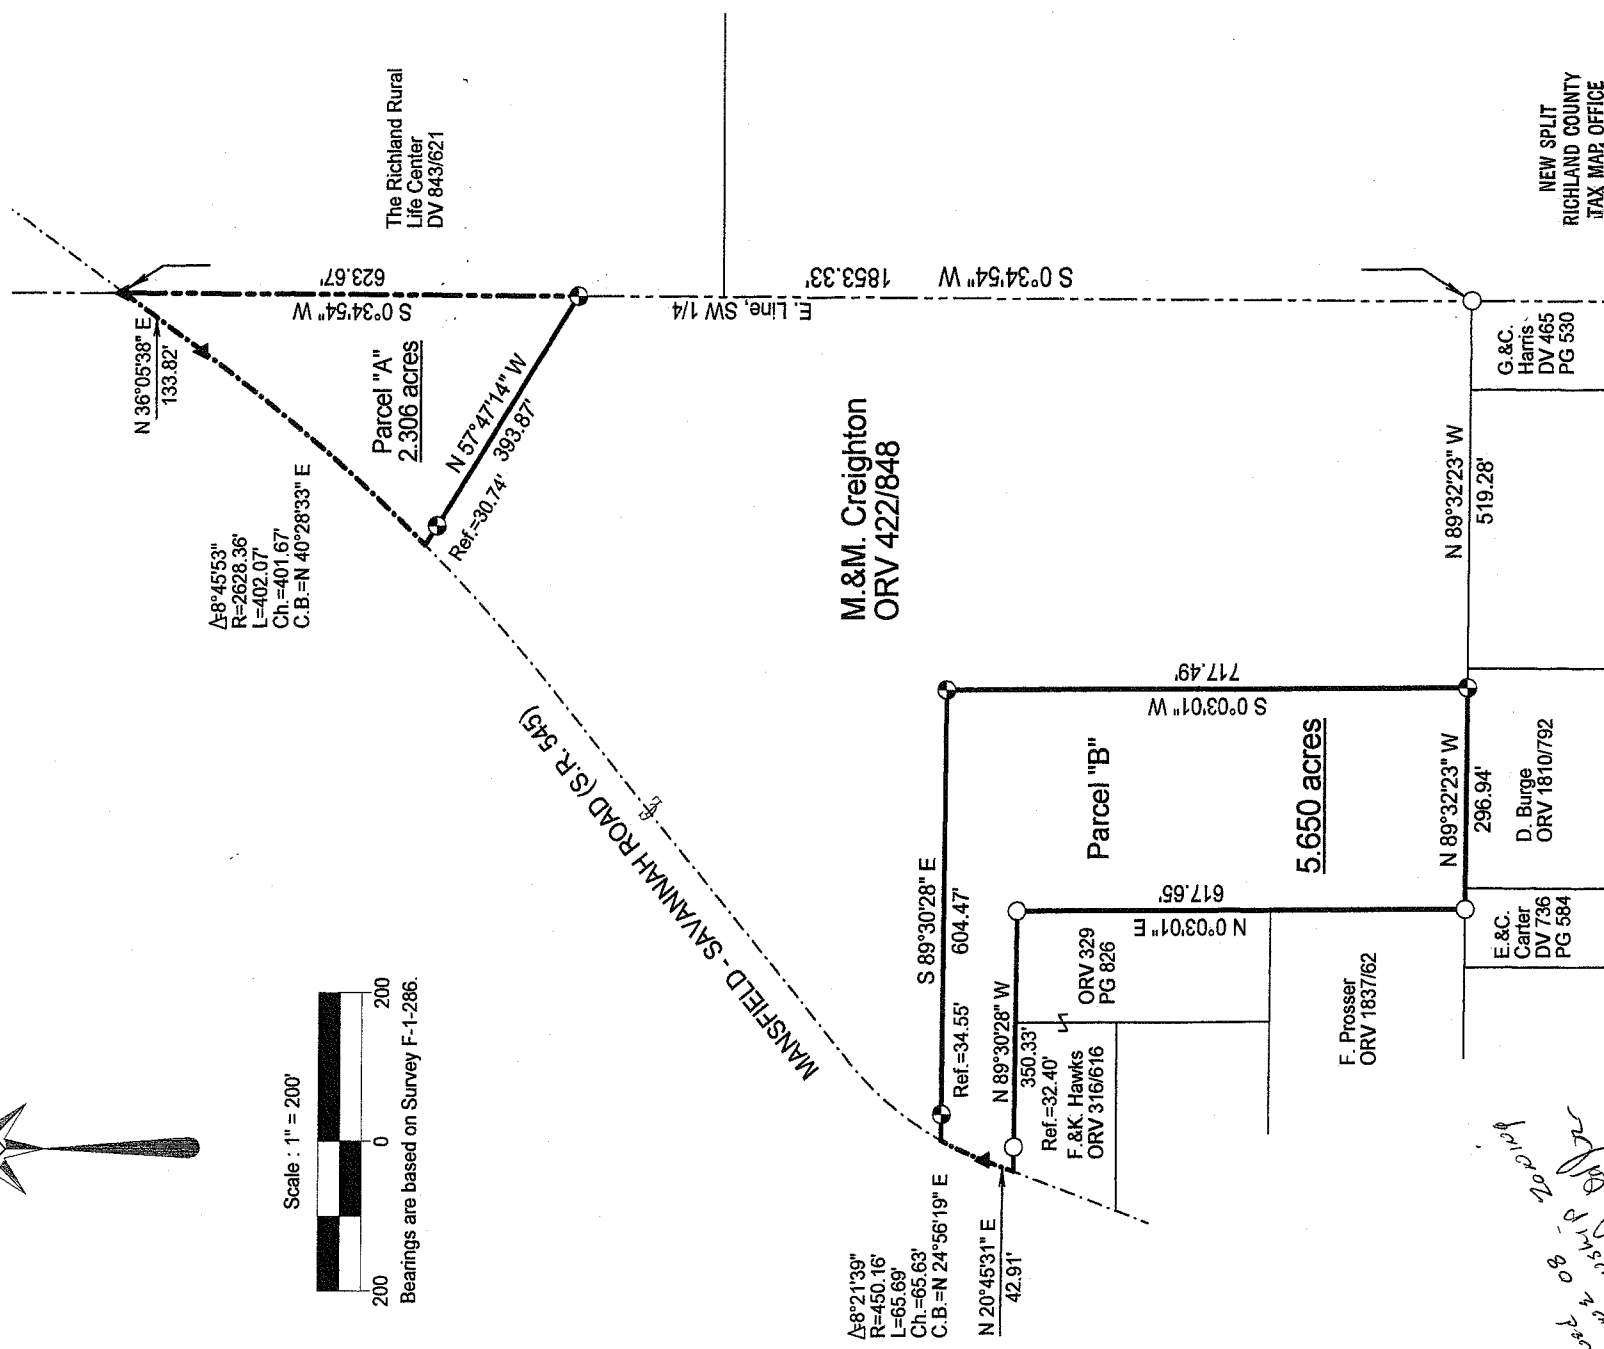 Scale : 1" = 200'
200
0
200
Bearings are based on Survey F-1-286.
The Richland Rural
Life Center
DV 843/621
N 36°05'38" E
133.82'
S 0°34'54" W
623.67'
Parcel "A"
2.306 acres
N 57°47'14" W
393.87'
Ref.=30.74'
Δ=8°45'53"
R=2628.36'
L=402.07'
Ch.=401.67'
C.B.=N 40°28'33" E
E. Line, SW 1/4
S 0°34'54" W
1853.33'
MANSFIELD - SAVANNAH ROAD (S.R. 545)
M.&M. Creighton
ORV 422/848
S 89°30'28" E
604.47'
Ref.=34.55'
S 0°03'01" W
717.49'
Parcel "B"
5.650 acres
N 0°03'01" E
617.65'
N 89°30'28" W
350.33'
Ref.=32.40'
F.&K. Hawks
ORV 316/616
ORV 329
PG 826
F. Prosser
ORV 1837/62
Δ=8°21'39"
R=450.16'
L=65.69'
Ch.=65.63'
C.B.=N 24°56'19" E
N 20°45'31" E
42.91'
N 89°32'23" W
519.28'
N 89°32'23" W
296.94'
G.&C.
Harris
DV 465
PG 530
D. Burge
ORV 1810/792
E.&C.
Carter
DV 736
PG 584
NEW SPLIT
RICHLAND COUNTY
TAX MAP OFFICE
08 - zoning